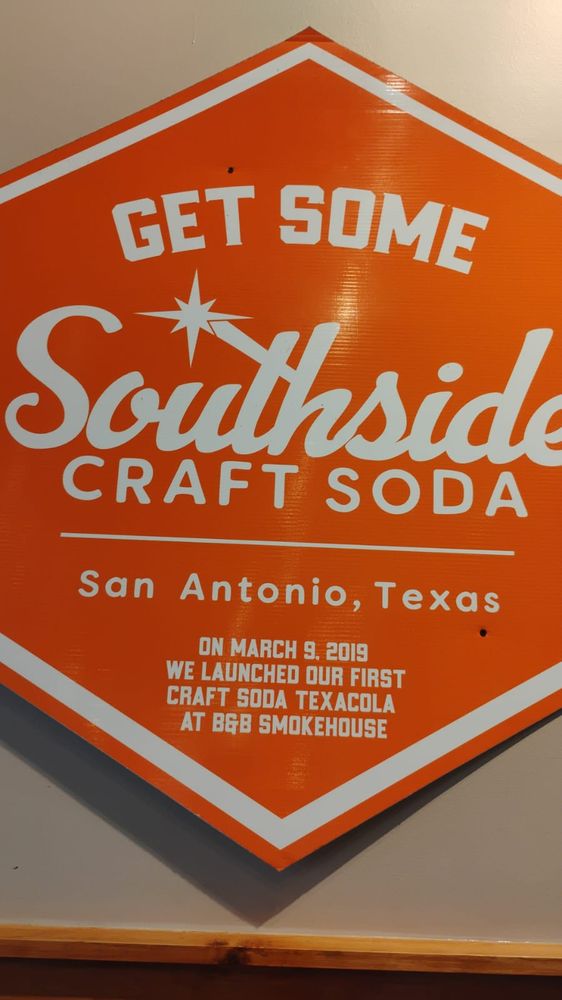 GET SOME
Southside
CRAFT SODA
San Antonio, Texas
ON MARCH 9, 2019
WE LAUNCHED OUR FIRST
CRAFT SODA TEXACOLA
AT B&B SMOKEHOUSE